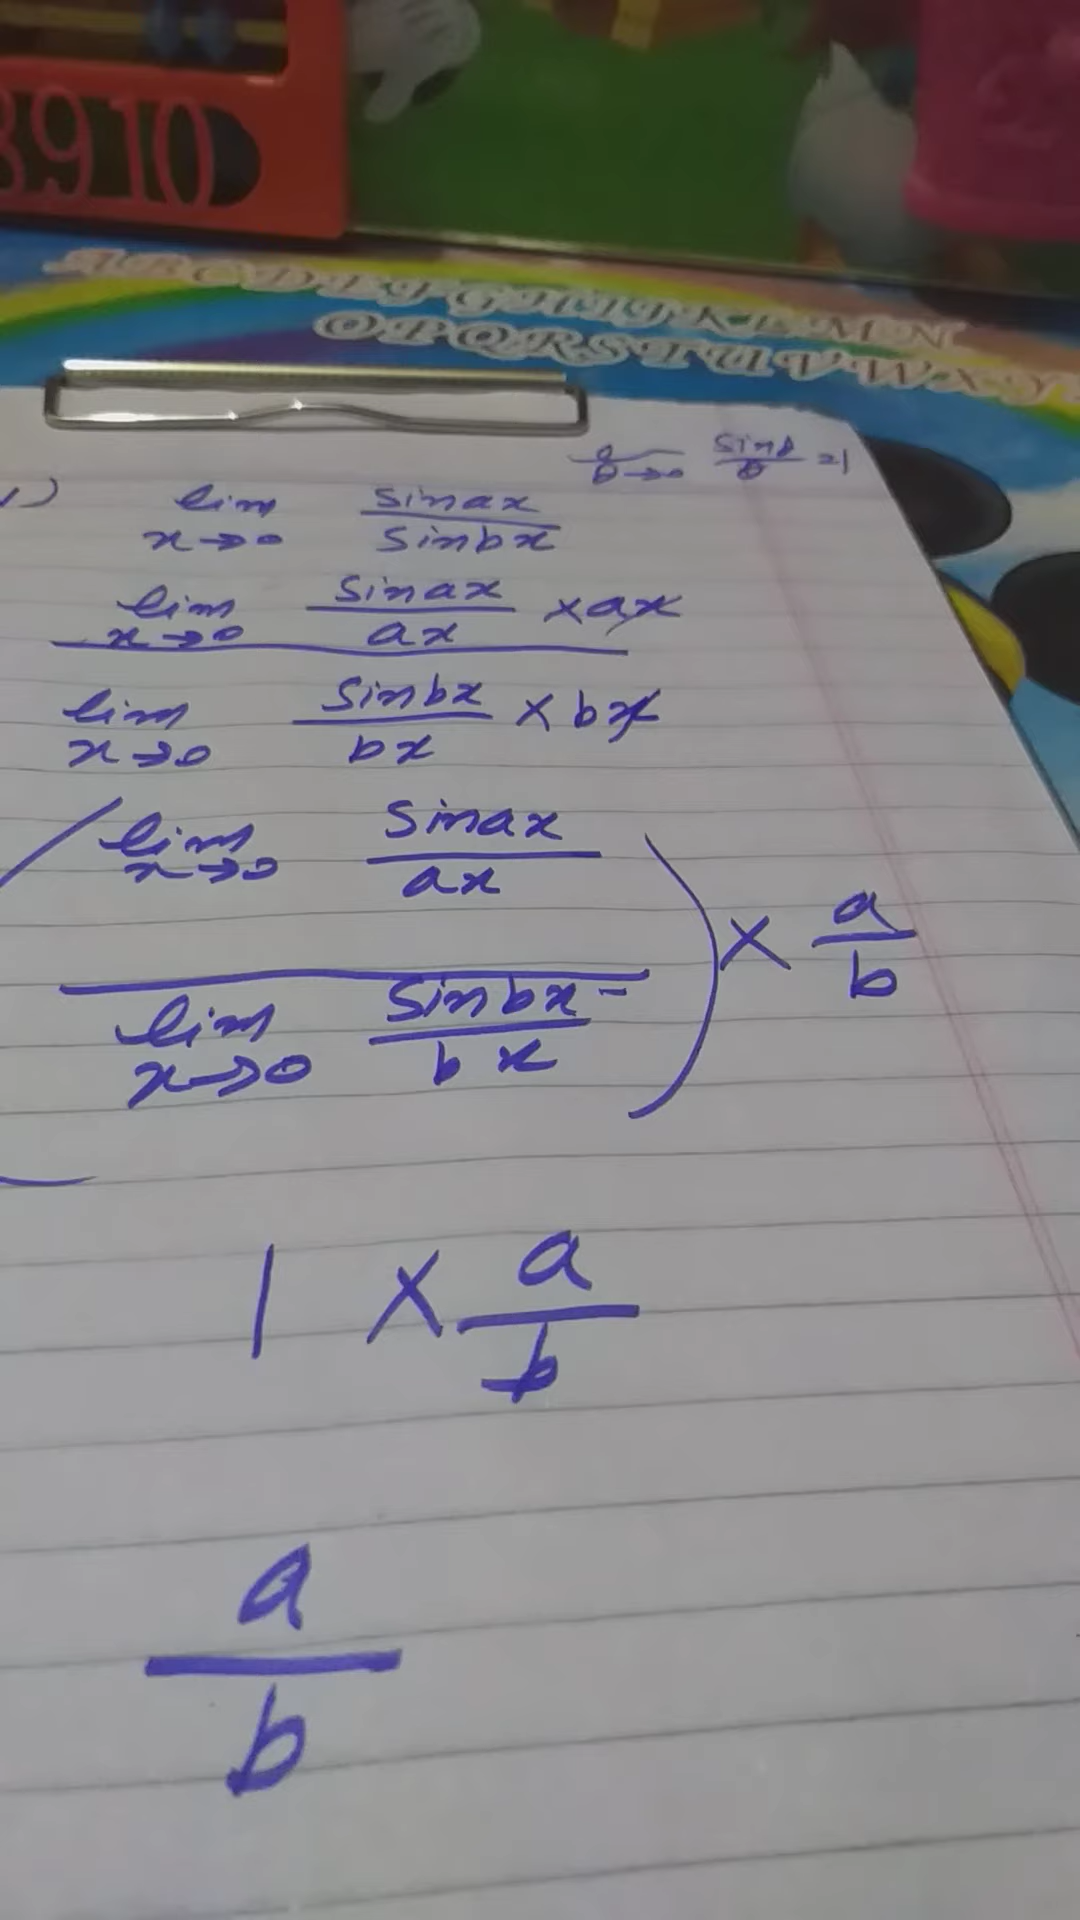 8910
ABCDEFGHIJKLMN
OPQRSTUVWXY
θ→0 sinθ/θ =1
1) lim x→0 sinax/sinbx
lim x→0 sinax/ax × ax
lim x→0 sinbx/bx × bx
( lim x→0 sinax/ax
lim x→0 sinbx/bx ) × a/b
1 × a/b
a/b